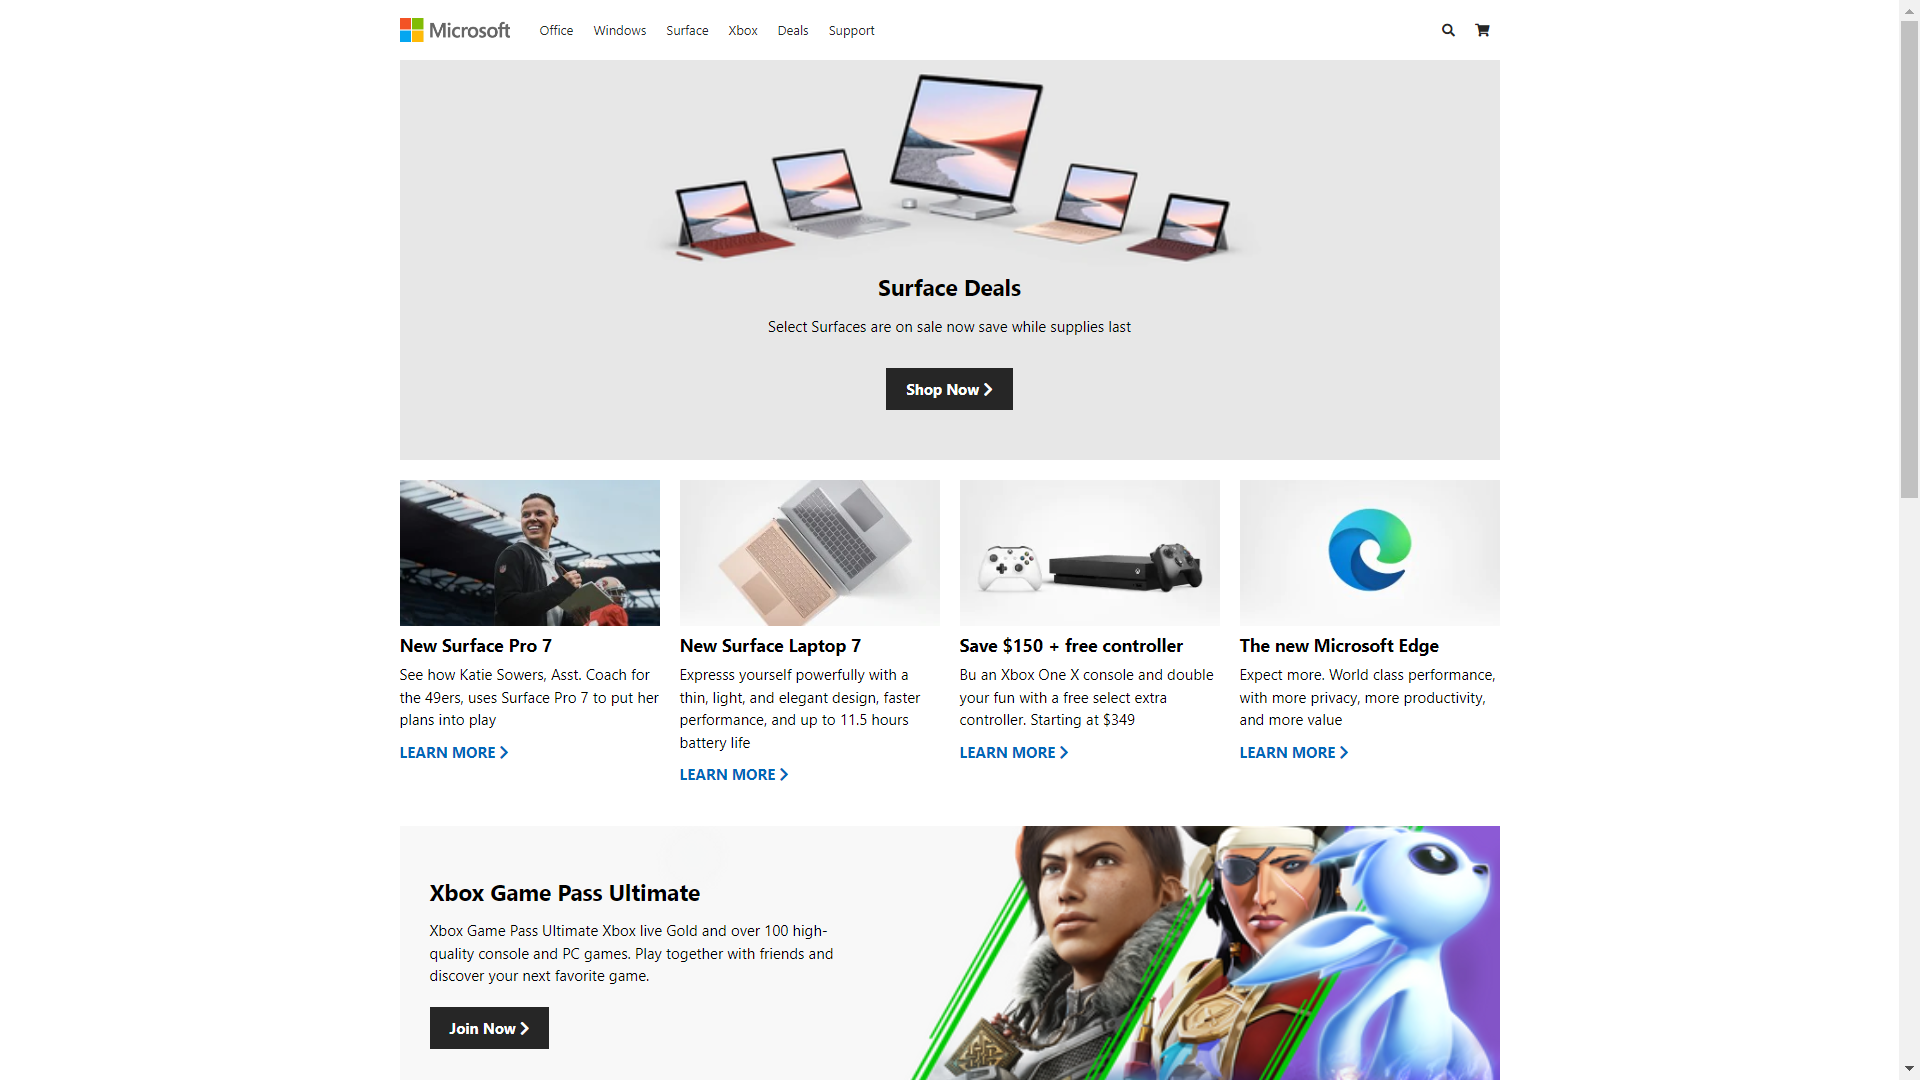 Microsoft Office Windows Surface Xbox Deals Support
Surface Deals
Select Surfaces are on sale now save while supplies last
Shop Now
New Surface Pro 7
See how Katie Sowers, Asst. Coach for
the 49ers, uses Surface Pro 7 to put her
plans into play
LEARN MORE
New Surface Laptop 7
Expresss yourself powerfully with a
thin, light, and elegant design, faster
performance, and up to 11.5 hours
battery life
LEARN MORE
Save $150 + free controller
Bu an Xbox One X console and double
your fun with a free select extra
controller. Starting at $349
LEARN MORE
The new Microsoft Edge
Expect more. World class performance,
with more privacy, more productivity,
and more value
LEARN MORE
Xbox Game Pass Ultimate
Xbox Game Pass Ultimate Xbox live Gold and over 100 high-
quality console and PC games. Play together with friends and
discover your next favorite game.
Join Now